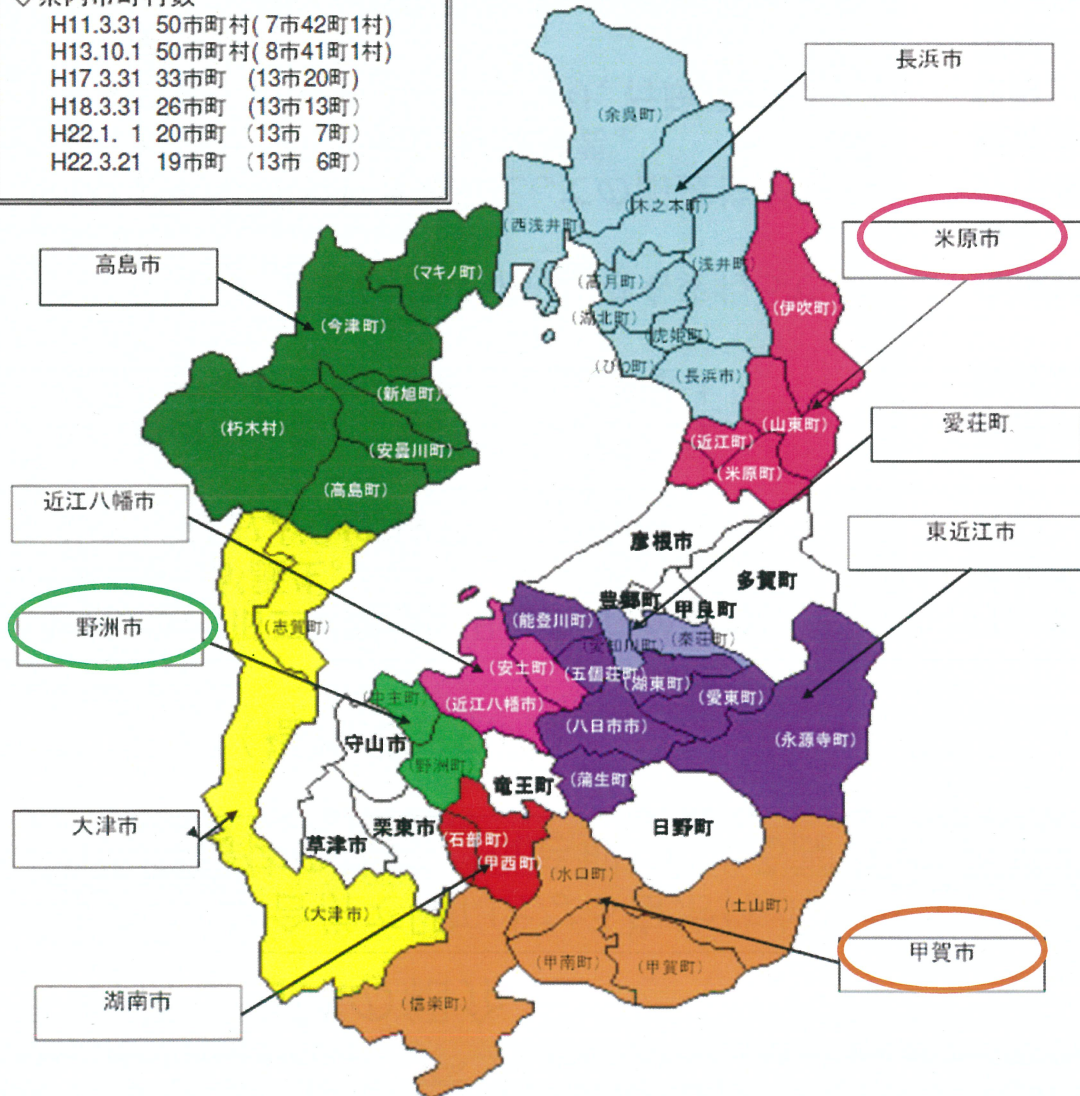 H11.3.31 50市町村( 7市42町1村)
H13.10.1 50市町村( 8市41町1村)
H17.3.31 33市町 (13市20町)
H18.3.31 26市町 (13市13町)
H22.1. 1 20市町 (13市 7町)
H22.3.21 19市町 (13市 6町)
長浜市
(余呉町)
(木之本町)
(西浅井町)
米原市
高島市
(マキノ町)
(浅井町)
(高月町)
(伊吹町)
(今津町)
(湖北町)
(虎姫町)
(びわ町)
(長浜市)
(新旭町)
愛荘町
(朽木村)
(山東町)
(近江町)
(安曇川町)
(米原町)
(高島町)
近江八幡市
東近江市
彦根市
多賀町
豊郷町
甲良町
野洲市
(志賀町)
(能登川町)
(愛知川町)
(秦荘町)
(安土町)
(五個荘町)
(湖東町)
(愛東町)
(中主町)
(近江八幡市)
(八日市市)
(永源寺町)
守山市
(野洲町)
竜王町
(蒲生町)
大津市
栗東市
日野町
草津市
(石部町)
(甲西町)
(水口町)
(大津市)
(土山町)
甲賀市
(甲南町)
(甲賀町)
湖南市
(信楽町)